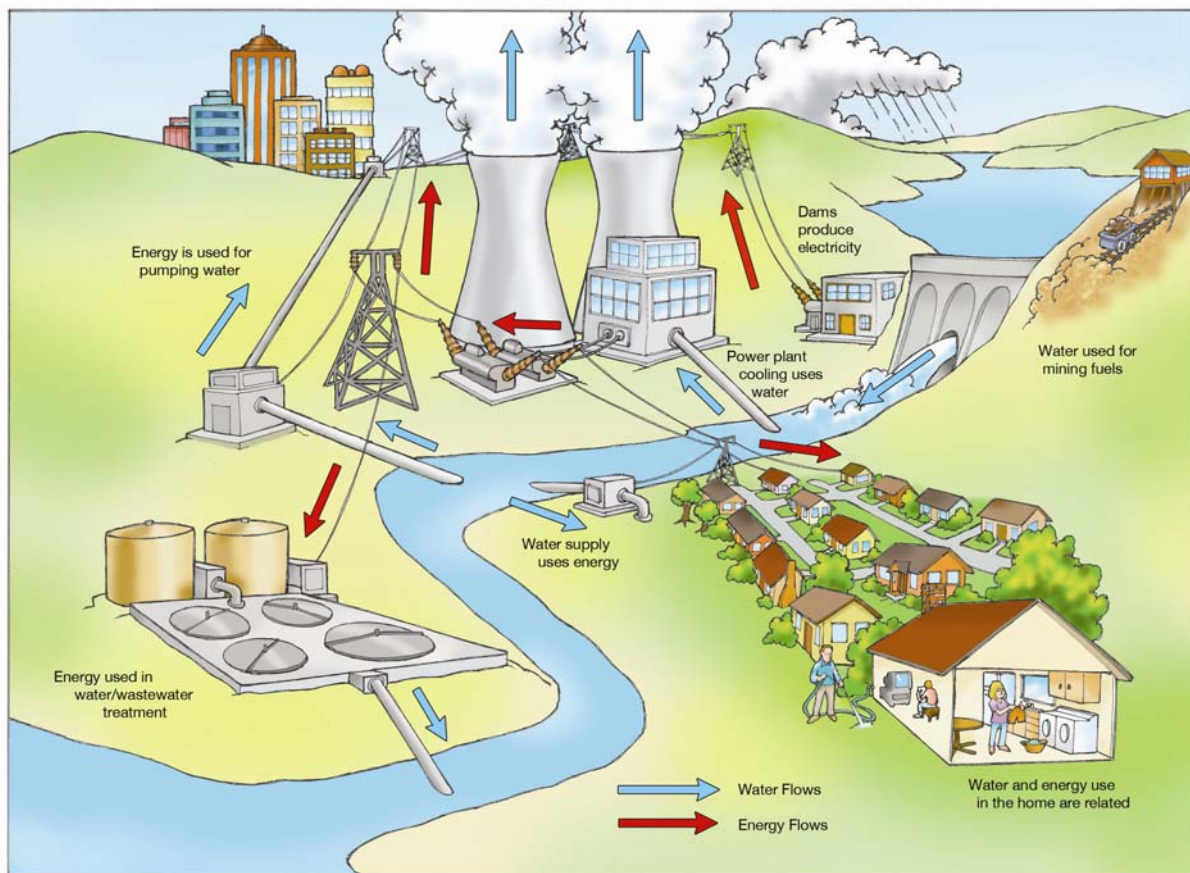 Dams
produce
electricity
Energy is used for
pumping water
Power plant
cooling uses
water
Water used for
mining fuels
Water supply
uses energy
Energy used in
water/wastewater
treatment
Water and energy use
in the home are related
Water Flows
Energy Flows